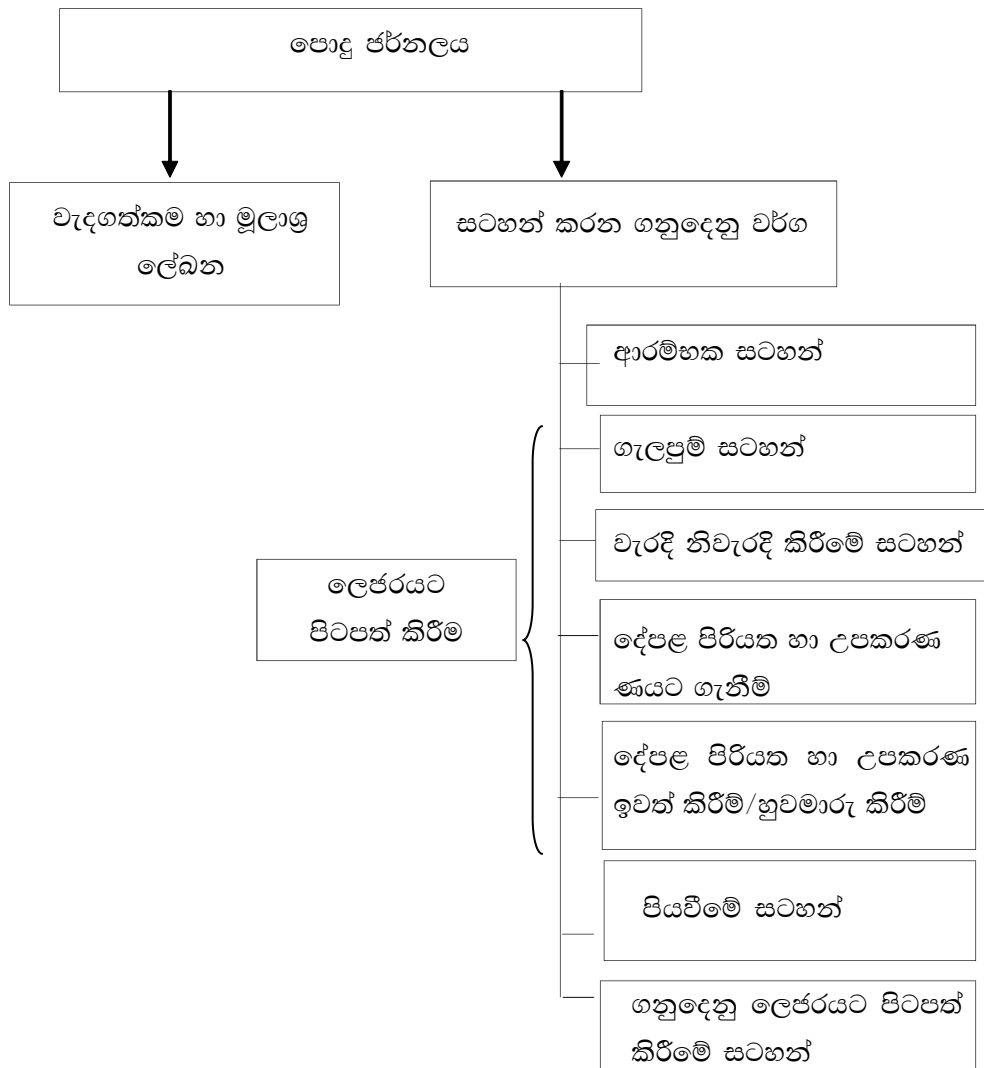 පොදු ජර්නලය
වැදගත්කම හා මූලාශ්‍ර
ලේඛන
සටහන් කරන ගනුදෙනු වර්ග
ආරම්භක සටහන්
ගැලපුම් සටහන්
වැරදි නිවැරදි කිරීමේ සටහන්
ලෙජරයට
පිටපත් කිරීම
දේපළ පිරියත හා උපකරණ
ණයට ගැනීම්
දේපළ පිරියත හා උපකරණ
ඉවත් කිරීම්/හුවමාරු කිරීම්
පියවීමේ සටහන්
ගනුදෙනු ලෙජරයට පිටපත්
කිරීමේ සටහන්